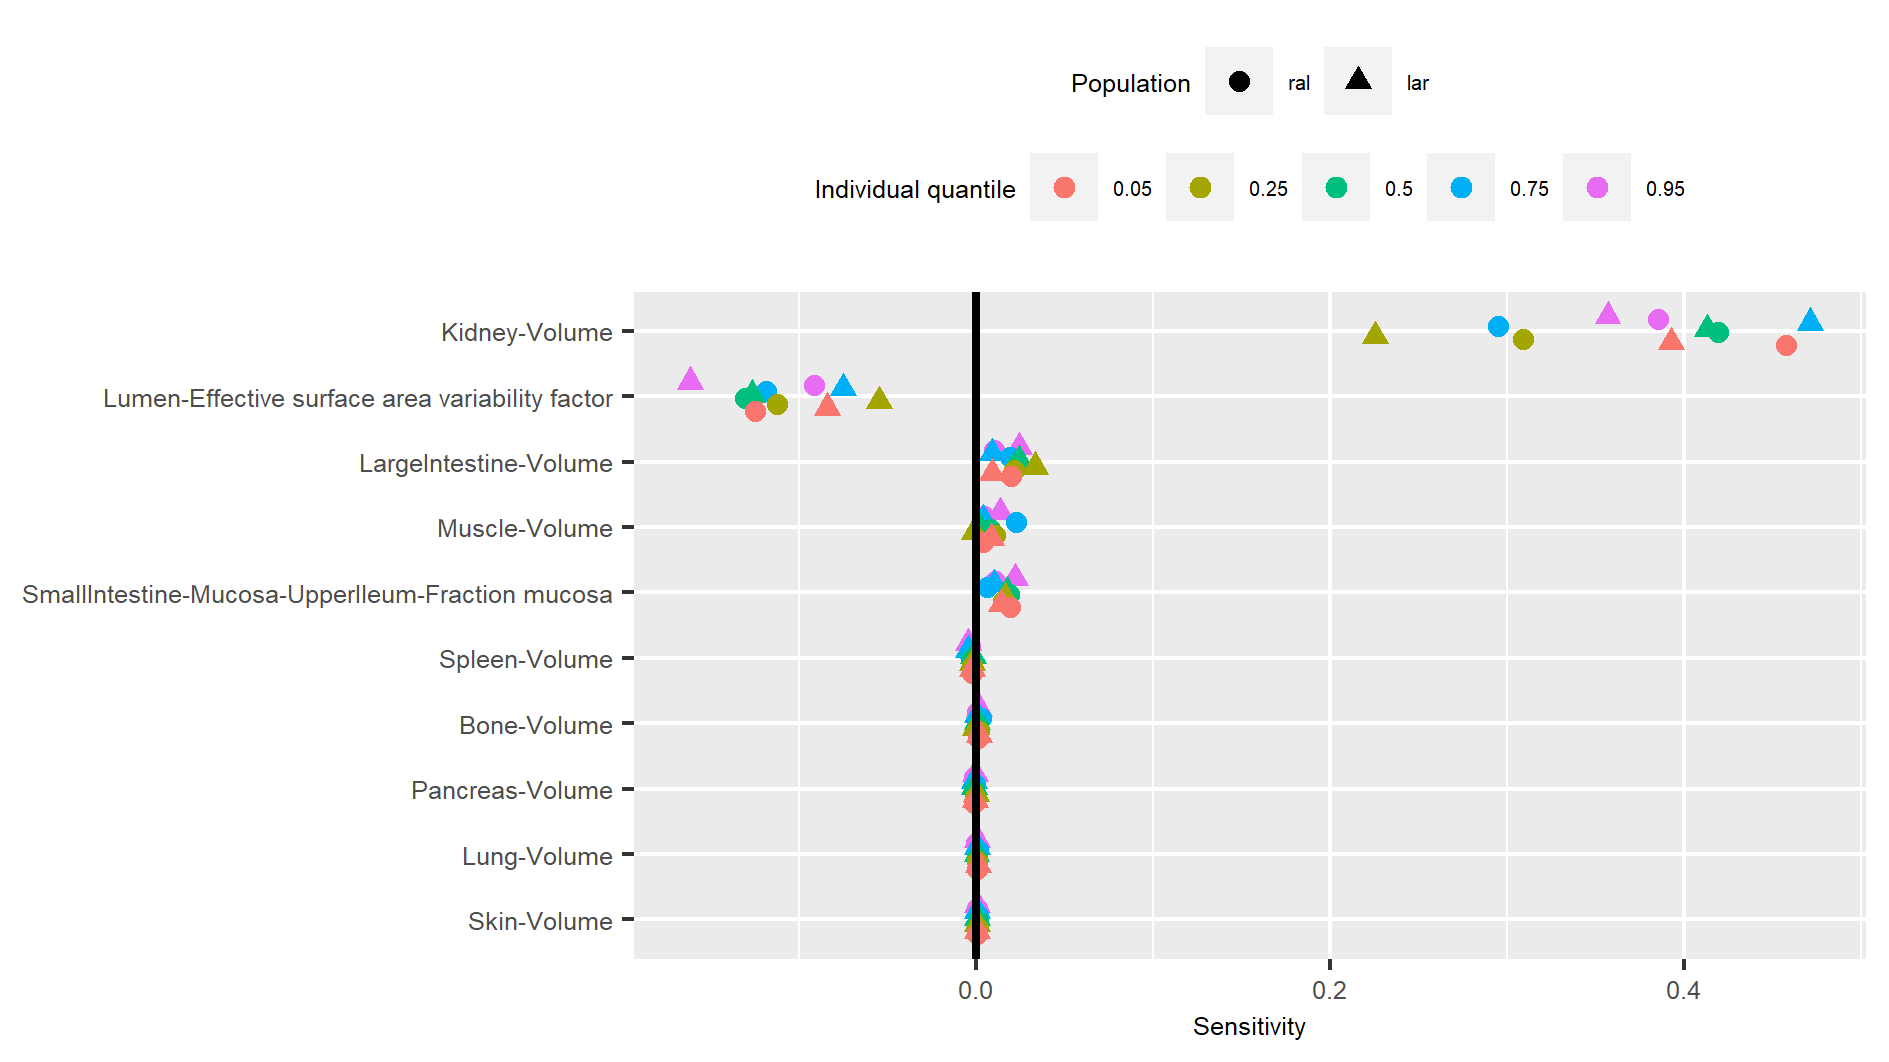 Population ral lar
Individual quantile 0.05 0.25 0.5 0.75 0.95
Kidney-Volume
Lumen-Effective surface area variability factor
LargeIntestine-Volume
Muscle-Volume
SmallIntestine-Mucosa-UpperIleum-Fraction mucosa
Spleen-Volume
Bone-Volume
Pancreas-Volume
Lung-Volume
Skin-Volume
0.0 0.2 0.4
Sensitivity